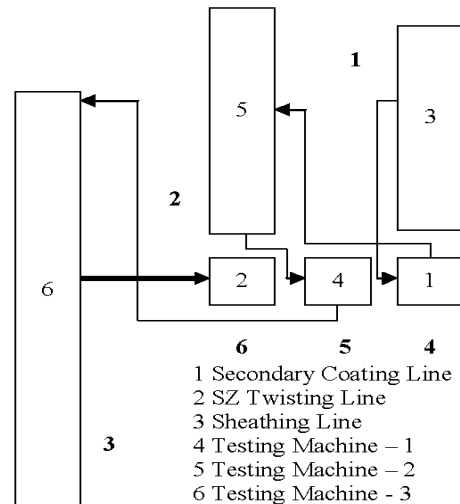 1
5
3
2
6
2
4
1
6
5
4
3
1 Secondary Coating Line
2 SZ Twisting Line
3 Sheathing Line
4 Testing Machine – 1
5 Testing Machine – 2
6 Testing Machine - 3